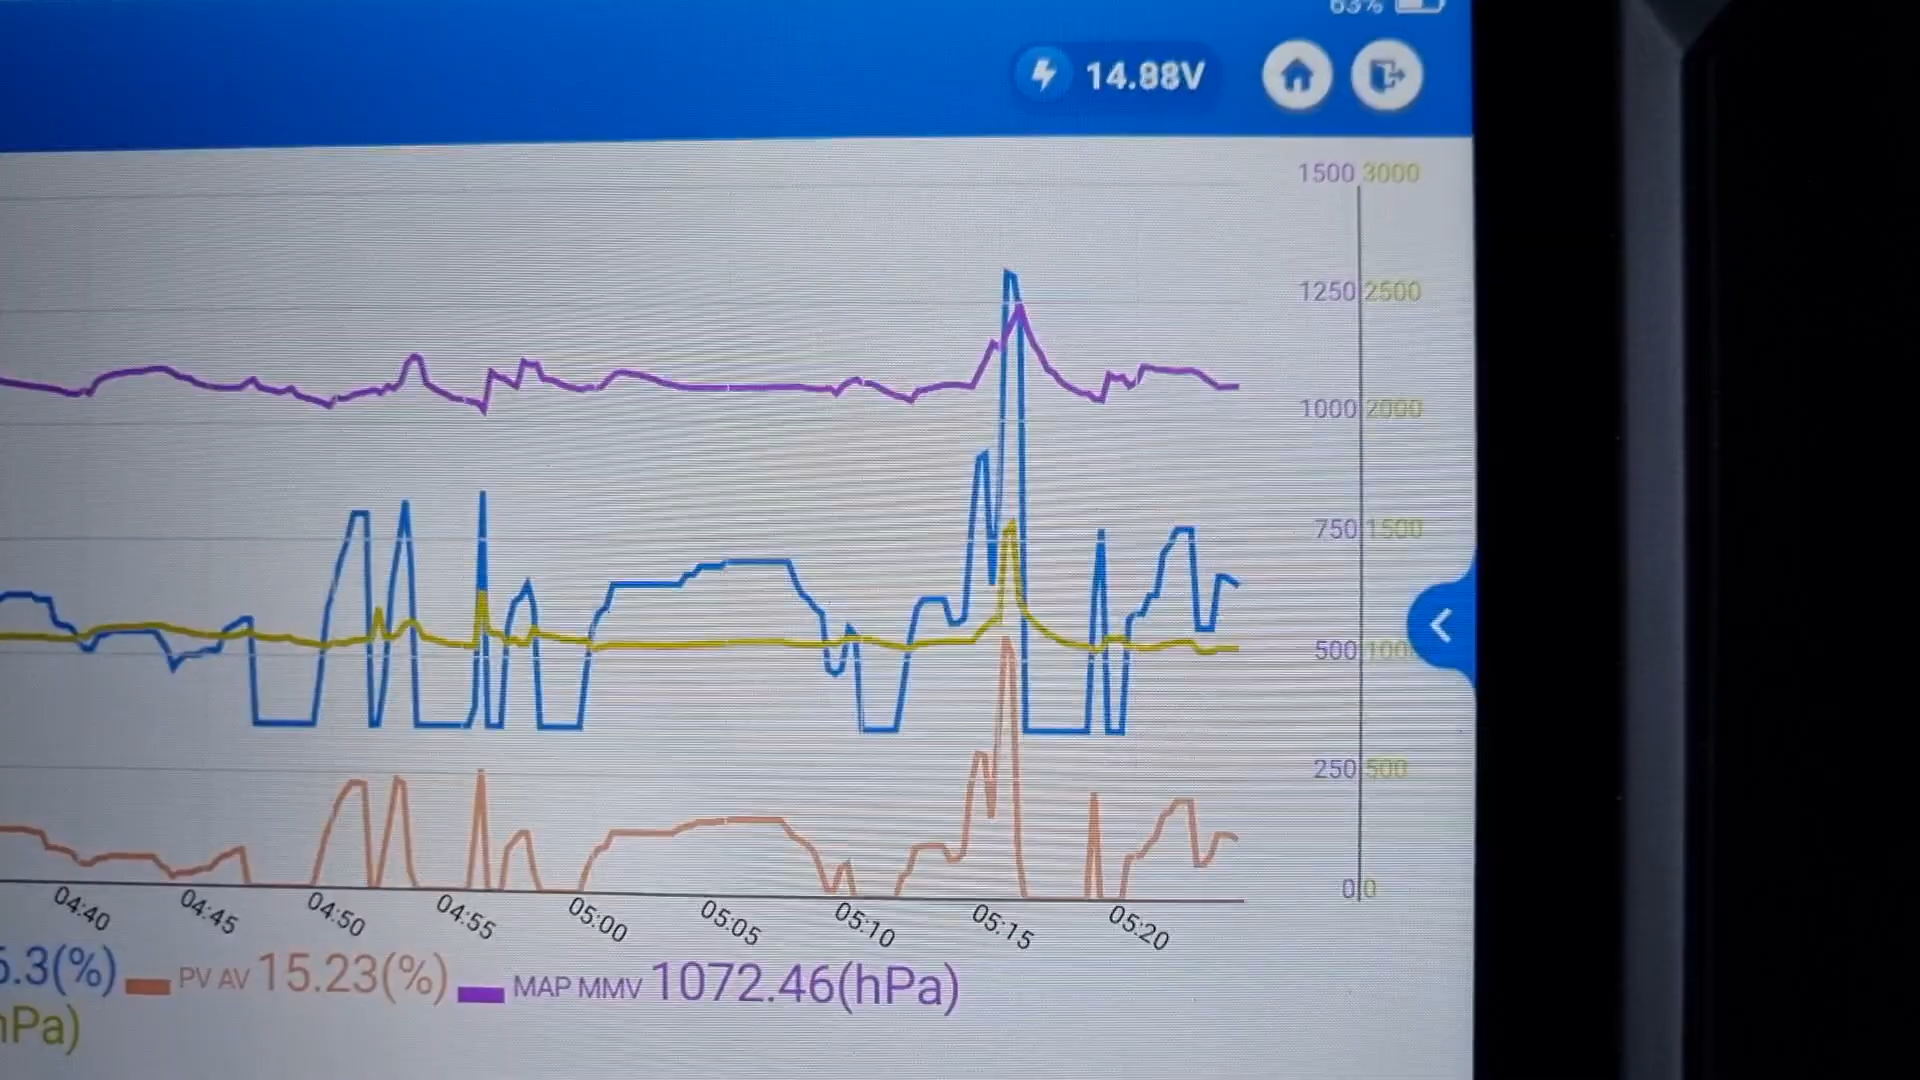 63%
14.88V
1500 3000
1250 2500
1000 2000
750 1500
500 100
250 500
0 0
04:40 04:45 04:50 04:55 05:00 05:05 05:10 05:15 05:20
6.3(%) PV AV 15.23(%) MAP MMV 1072.46(hPa)
hPa)